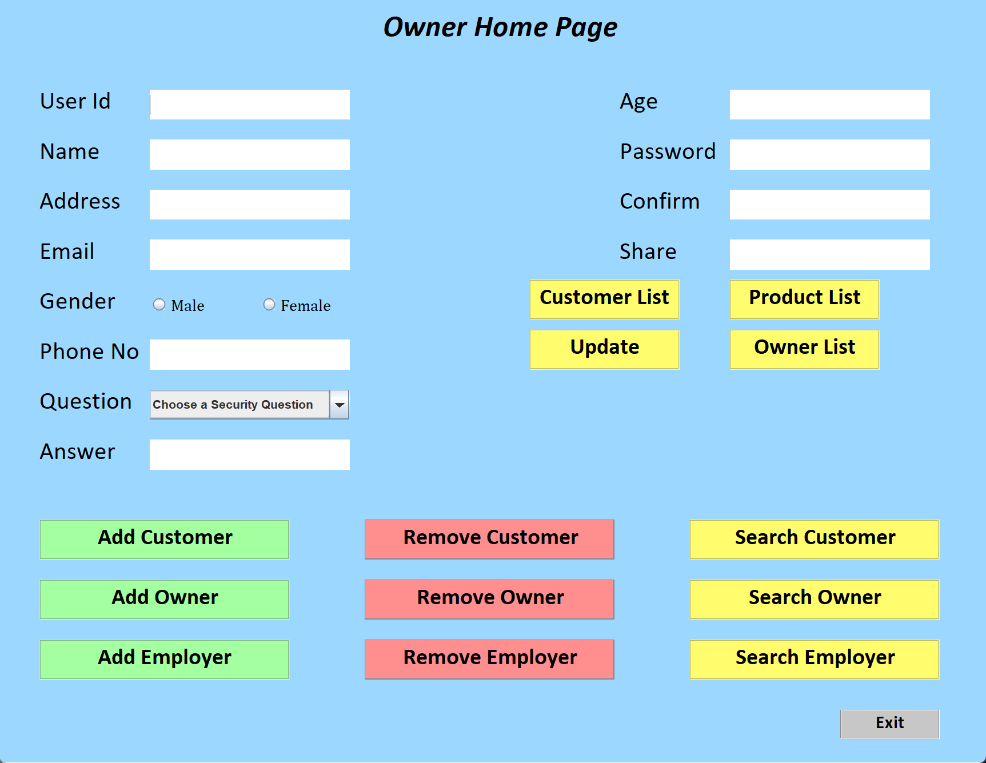 Owner Home Page
User Id
Age
Name
Password
Address
Confirm
Email
Share
Gender
Male
Female
Customer List
Product List
Phone No
Update
Owner List
Question
Choose a Security Question
Answer
Add Customer
Remove Customer
Search Customer
Add Owner
Remove Owner
Search Owner
Add Employer
Remove Employer
Search Employer
Exit